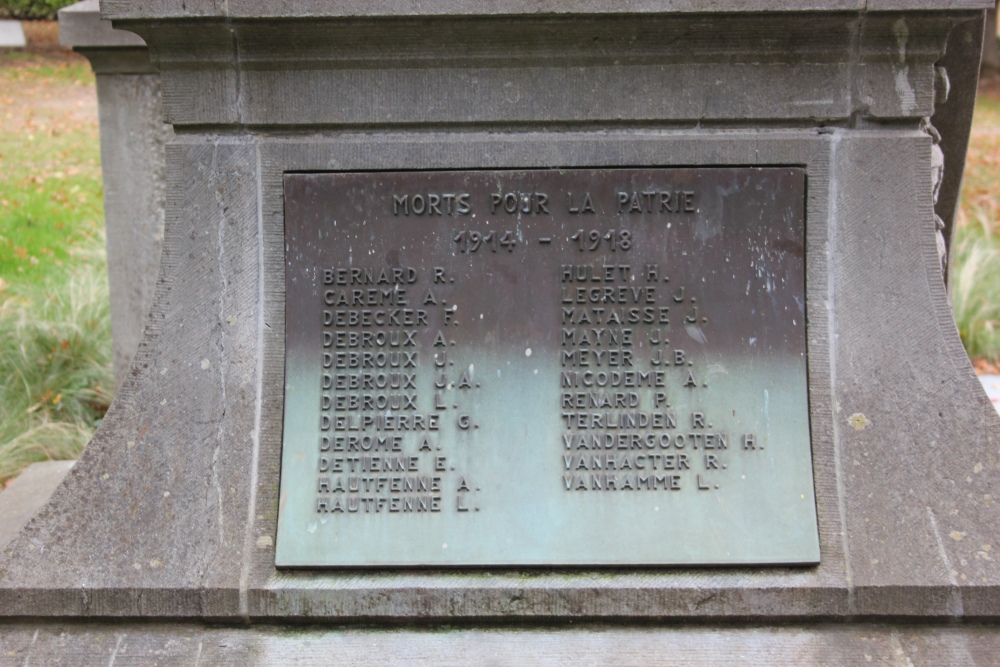 MORTS POUR LA PATRIE
1914 - 1918
BERNARD R.
CAREME A.
DEBECKER F.
DEBROUX A.
DEBROUX J.
DEBROUX J.A.
DEBROUX L.
DELPIERRE G.
DEROME A.
DETIENNE E.
HAUTFENNE A.
HAUTFENNE L.
HULET H.
LEGREVE J.
MATAISSE J.
MAYNE J.
MEYER J.B.
NICODEME A.
RENARD P.
TERLINDEN R.
VANDERGOOTEN H.
VANHACTER R.
VANHAMME L.